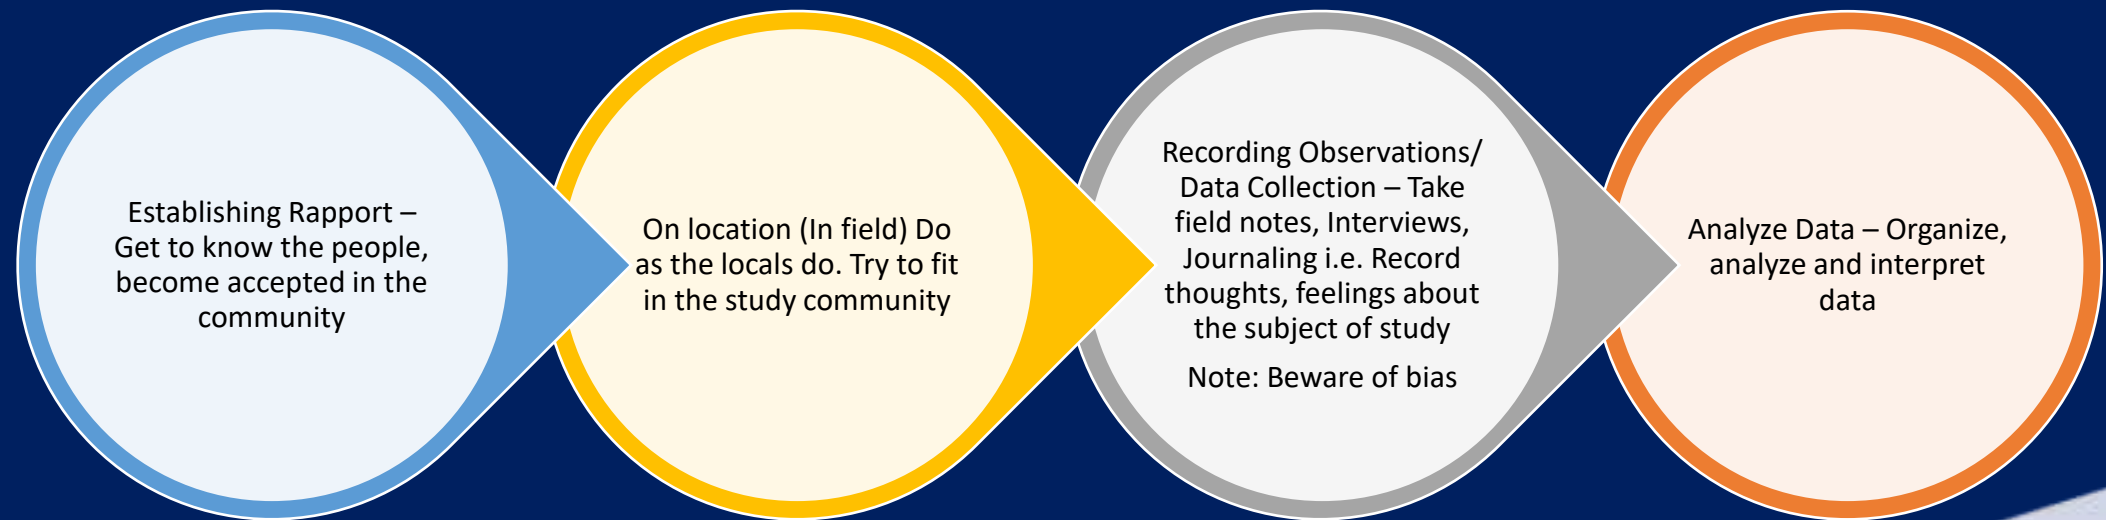 Establishing Rapport –
Get to know the people,
become accepted in the
community
On location (In field) Do
as the locals do. Try to fit
in the study community
Recording Observations/
Data Collection – Take
field notes, Interviews,
Journaling i.e. Record
thoughts, feelings about
the subject of study
Note: Beware of bias
Analyze Data – Organize,
analyze and interpret
data